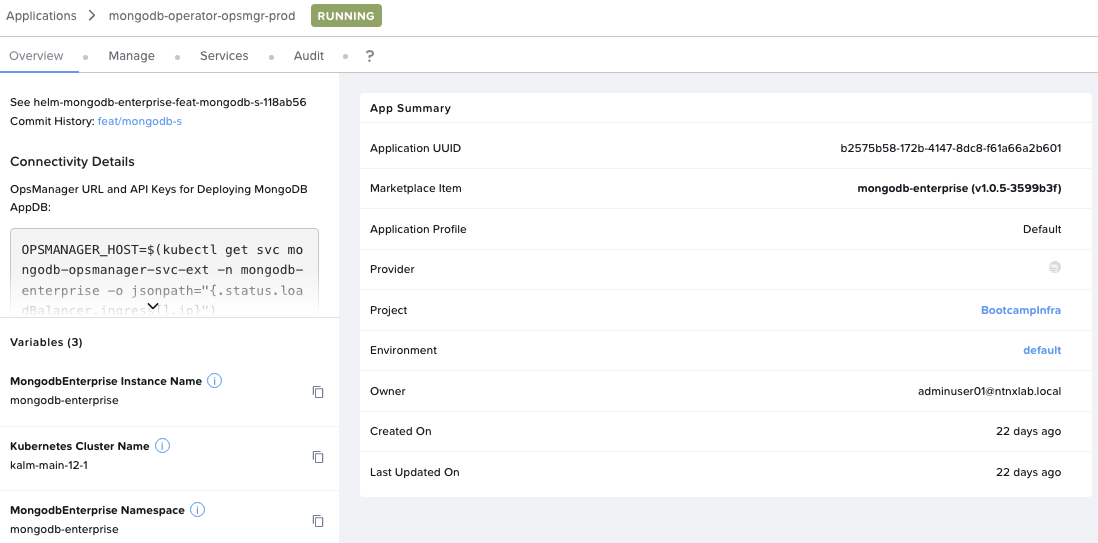 Applications > mongodb-operator-opsmgr-prod RUNNING
Overview Manage Services Audit ?
See helm-mongodb-enterprise-feat-mongodb-s-118ab56
Commit History: feat/mongodb-s
Connectivity Details
OpsManager URL and API Keys for Deploying MongoDB
AppDB:
OPSMANAGER_HOST=$(kubectl get svc mo
ngodb-opsmanager-svc-ext -n mongodb-
enterprise -o jsonpath="{.status.loa
dBalancer.ingress[].ip}")
Variables (3)
MongodbEnterprise Instance Name
mongodb-enterprise
Kubernetes Cluster Name
kalm-main-12-1
MongodbEnterprise Namespace
mongodb-enterprise
App Summary
Application UUID b2575b58-172b-4147-8dc8-f61a66a2b601
Marketplace Item mongodb-enterprise (v1.0.5-3599b3f)
Application Profile Default
Provider
Project BootcampInfra
Environment default
Owner adminuser01@ntnxlab.local
Created On 22 days ago
Last Updated On 22 days ago